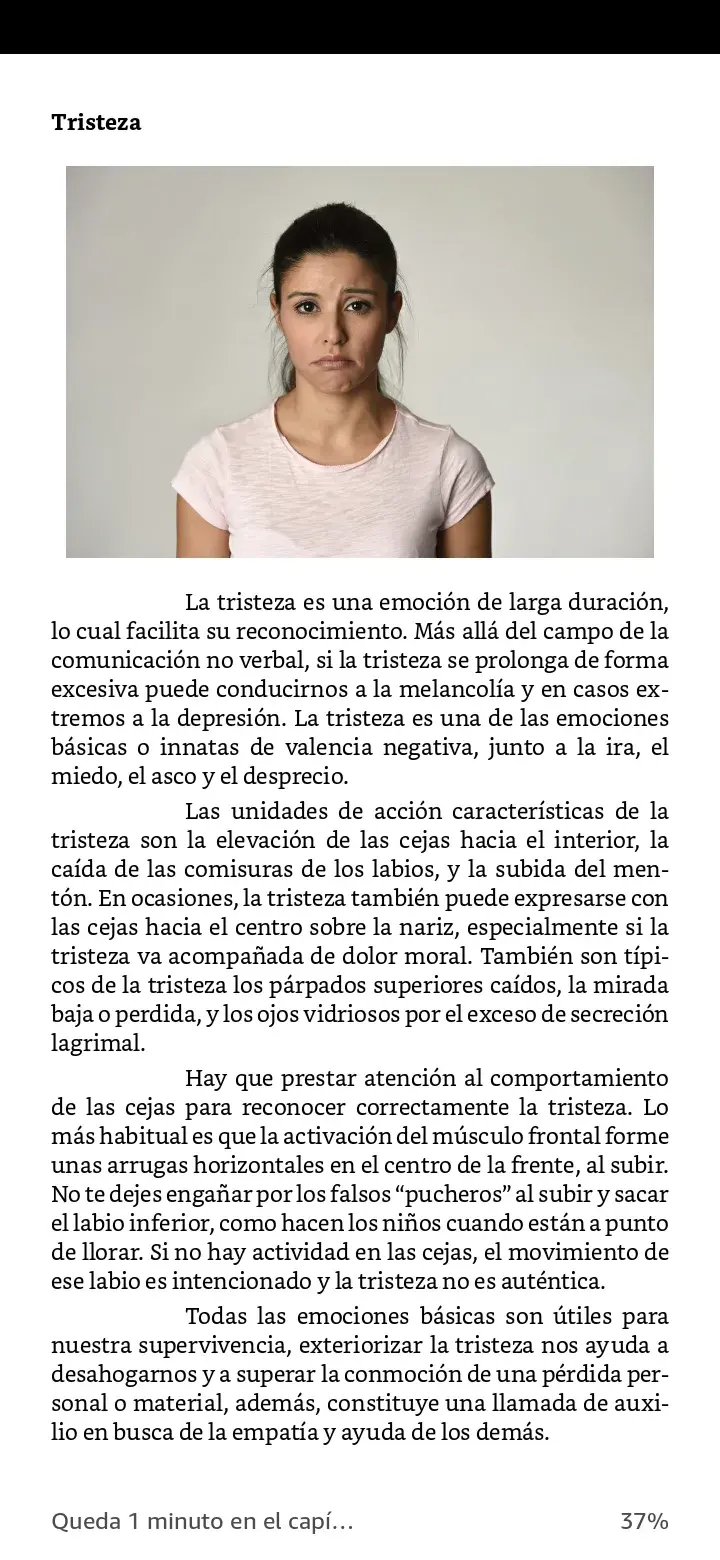 Tristeza
La tristeza es una emoción de larga duración,
lo cual facilita su reconocimiento. Más allá del campo de la
comunicación no verbal, si la tristeza se prolonga de forma
excesiva puede conducirnos a la melancolía y en casos ex-
tremos a la depresión. La tristeza es una de las emociones
básicas o innatas de valencia negativa, junto a la ira, el
miedo, el asco y el desprecio.
Las unidades de acción características de la
tristeza son la elevación de las cejas hacia el interior, la
caída de las comisuras de los labios, y la subida del men-
tón. En ocasiones, la tristeza también puede expresarse con
las cejas hacia el centro sobre la nariz, especialmente si la
tristeza va acompañada de dolor moral. También son típi-
cos de la tristeza los párpados superiores caídos, la mirada
baja o perdida, y los ojos vidriosos por el exceso de secreción
lagrimal.
Hay que prestar atención al comportamiento
de las cejas para reconocer correctamente la tristeza. Lo
más habitual es que la activación del músculo frontal forme
unas arrugas horizontales en el centro de la frente, al subir.
No te dejes engañar por los falsos “pucheros” al subir y sacar
el labio inferior, como hacen los niños cuando están a punto
de llorar. Si no hay actividad en las cejas, el movimiento de
ese labio es intencionado y la tristeza no es auténtica.
Todas las emociones básicas son útiles para
nuestra supervivencia, exteriorizar la tristeza nos ayuda a
desahogarnos y a superar la conmoción de una pérdida per-
sonal o material, además, constituye una llamada de auxi-
lio en busca de la empatía y ayuda de los demás.
Queda 1 minuto en el capí… 37%